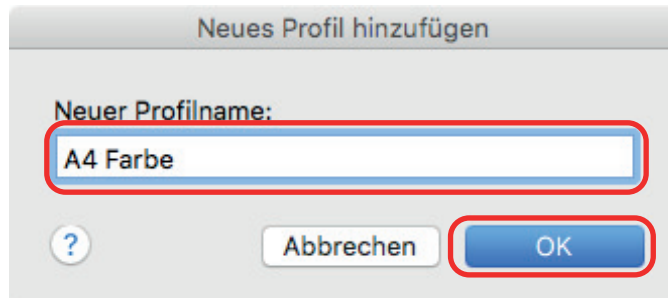 Neues Profil hinzufügen
Neuer Profilname:
A4 Farbe
? Abbrechen OK